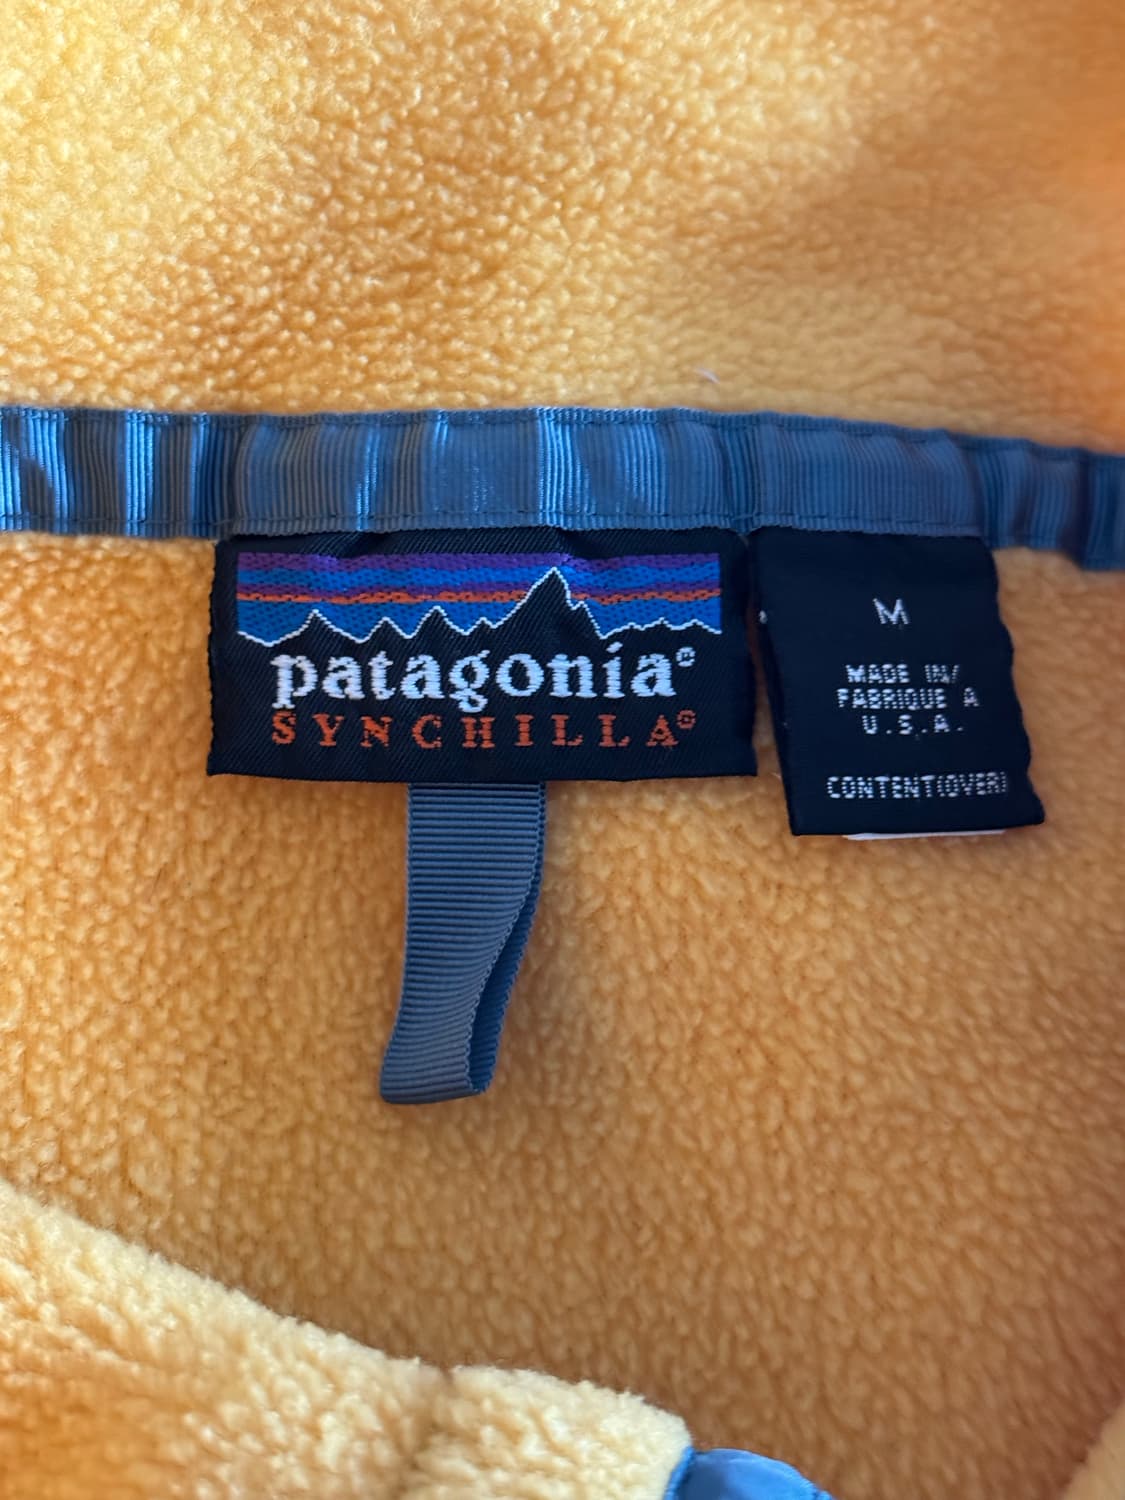 patagonia®
SYNCHILLA®
M
MADE IN/
FABRIQUE A
U.S.A.
CONTENT(OVER)